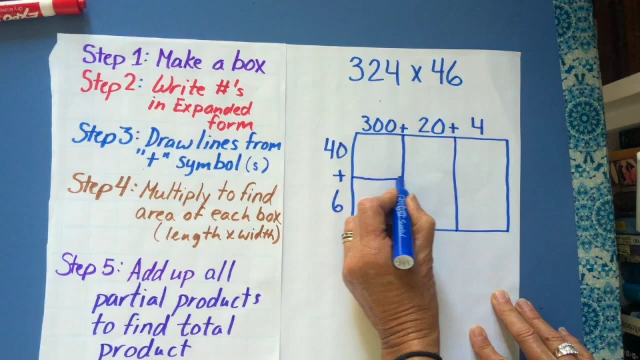 Step 1: Make a box
Step 2: Write #'s
in Expanded
form
Step 3: Draw lines from
"+" symbol(s)
Step 4: Multiply to find
area of each box
(length x width)
Step 5: Add up all
partial products
to find total
product
324 x 46
300 + 20 + 4
40
+
6
EXPO